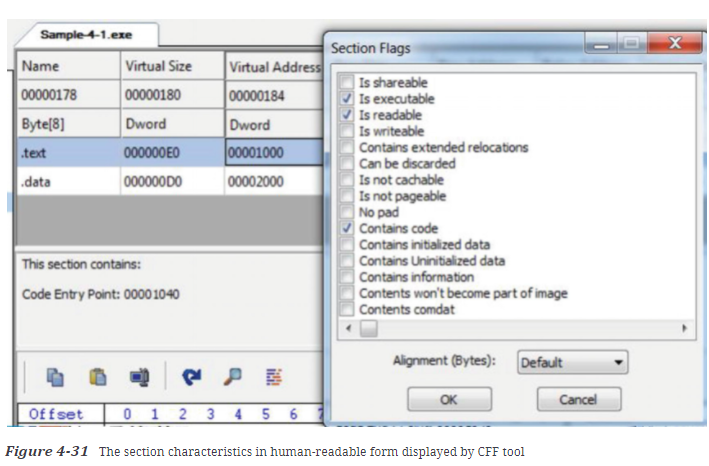 Sample-4-1.exe
Name Virtual Size Virtual Address
00000178 00000180 00000184
Byte[8] Dword Dword
.text 000000E0 00001000
.data 000000D0 00002000
This section contains:
Code Entry Point: 00001040
Offset 0 1 2 3 4 5 6 7
Section Flags
Is shareable
Is executable
Is readable
Is writeable
Contains extended relocations
Can be discarded
Is not cachable
Is not pageable
No pad
Contains code
Contains initialized data
Contains Uninitialized data
Contains information
Contents won't become part of image
Contents comdat
Alignment (Bytes): Default
OK Cancel
Figure 4-31 The section characteristics in human-readable form displayed by CFF tool